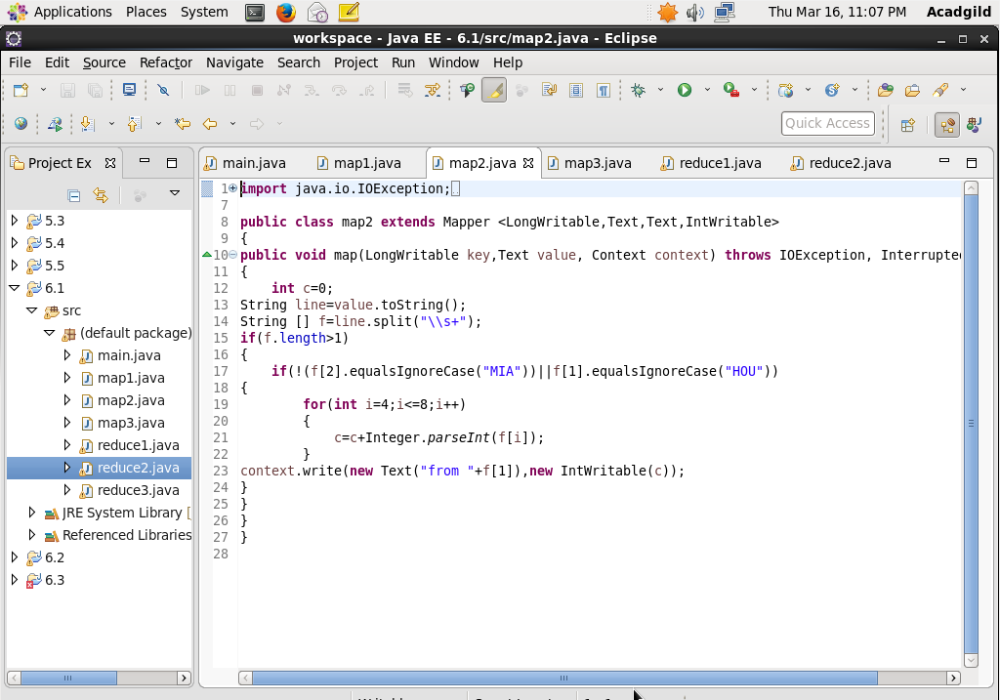 Applications Places System Thu Mar 16, 11:07 PM Acadgild
workspace - Java EE - 6.1/src/map2.java - Eclipse
File Edit Source Refactor Navigate Search Project Run Window Help
Quick Access
Project Ex
main.java map1.java map2.java map3.java reduce1.java reduce2.java
5.3
5.4
5.5
6.1
src
(default package)
main.java
map1.java
map2.java
map3.java
reduce1.java
reduce2.java
reduce3.java
JRE System Library [
Referenced Libraries
6.2
6.3
1 import java.io.IOException;
7
8 public class map2 extends Mapper <LongWritable,Text,Text,IntWritable>
9 {
10 public void map(LongWritable key,Text value, Context context) throws IOException, Interrupte
11 {
12 int c=0;
13 String line=value.toString();
14 String [] f=line.split("\\s+");
15 if(f.length>1)
16 {
17 if(!(f[2].equalsIgnoreCase("MIA"))||f[1].equalsIgnoreCase("HOU"))
18 {
19 for(int i=4;i<=8;i++)
20 {
21 c=c+Integer.parseInt(f[i]);
22 }
23 context.write(new Text("from "+f[1]),new IntWritable(c));
24 }
25 }
26 }
27 }
28